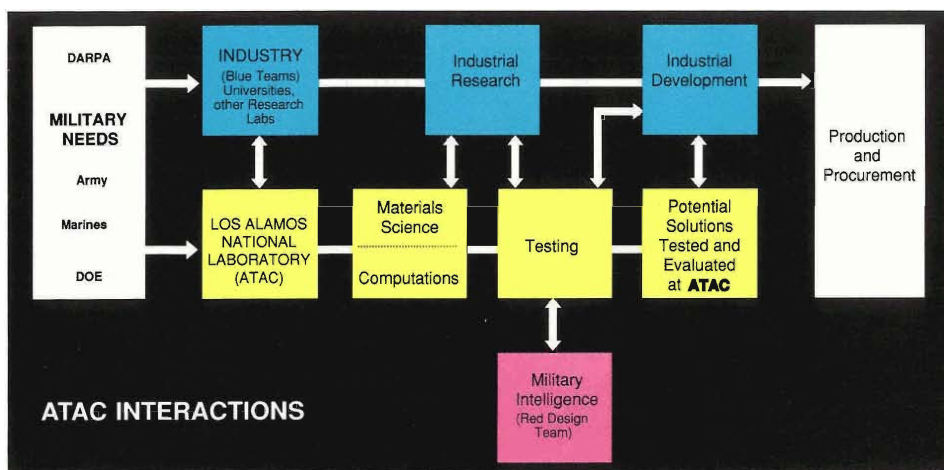 DARPA
MILITARY
NEEDS
Army
Marines
DOE
INDUSTRY
(Blue Teams)
Universities,
other Research
Labs
Industrial
Research
Industrial
Development
Production
and
Procurement
LOS ALAMOS
NATIONAL
LABORATORY
(ATAC)
Materials
Science
Computations
Testing
Potential
Solutions
Tested and
Evaluated
at ATAC
Military
Intelligence
(Red Design
Team)
ATAC INTERACTIONS